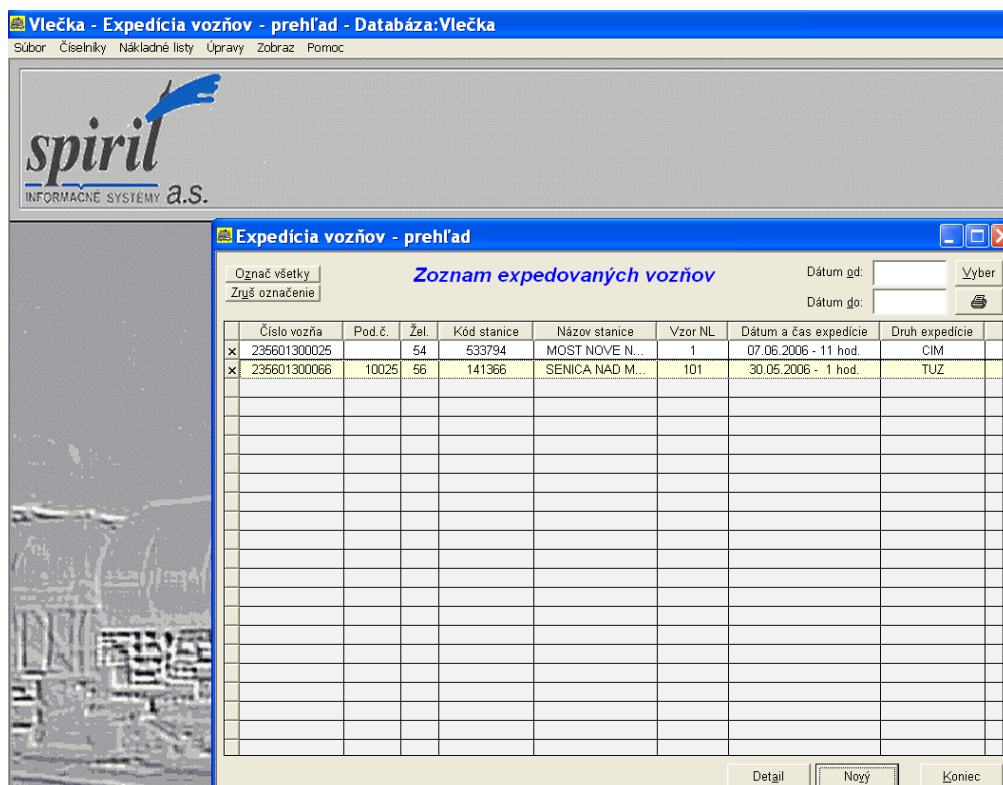 Vlečka - Expedícia vozňov - prehľad - Databáza:Vlečka
Súbor Číselníky Nákladné listy Úpravy Zobraz Pomoc
spirit
INFORMAČNÉ SYSTÉMY a.s.
Expedícia vozňov - prehľad
Označ všetky
Zruš označenie
Zoznam expedovaných vozňov
Dátum od:
Vyber
Dátum do:
Číslo vozňa Pod.č. Žel. Kód stanice Názov stanice Vzor NL Dátum a čas expedície Druh expedície
x 235601300025 54 533794 MOST NOVE N... 1 07.06.2006 - 11 hod. CIM
x 235601300066 10025 56 141366 SENICA NAD M... 101 30.05.2006 - 1 hod. TUZ
Detail Nový Koniec